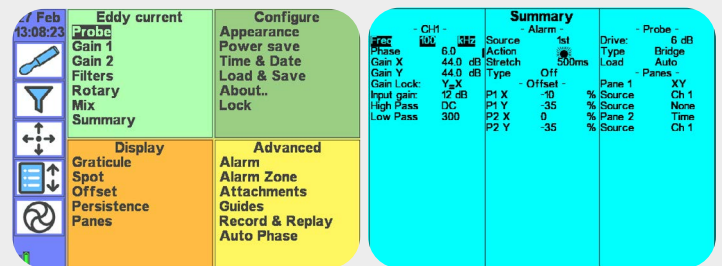 7 Feb
13:08:23
Eddy current
Probe
Gain 1
Gain 2
Filters
Rotary
Mix
Summary
Configure
Appearance
Power save
Time & Date
Load & Save
About..
Lock
Display
Graticule
Spot
Offset
Persistence
Panes
Advanced
Alarm
Alarm Zone
Attachments
Guides
Record & Replay
Auto Phase
Summary
- CH1 -
Freq 100 kHz
Phase 6.0
Gain X 44.0 dB
Gain Y 44.0 dB
Gain Lock: Y=X
Input gain: 12 dB
High Pass DC
Low Pass 300
- Alarm -
Source 1st
Action
Stretch 500ms
Type Off
- Offset -
P1 X -10 %
P1 Y -35 %
P2 X 0 %
P2 Y -35 %
- Probe -
Drive: 6 dB
Type Bridge
Load Auto
- Panes -
Pane 1 XY
Source Ch 1
Source None
Pane 2 Time
Source Ch 1